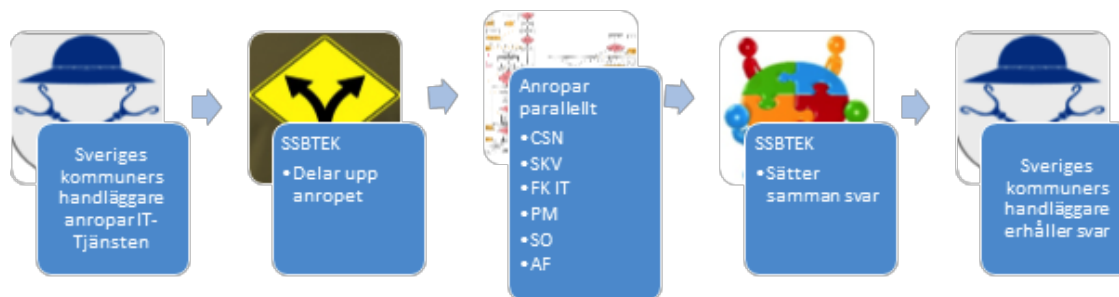 Sveriges
kommuners
handläggare
anropar IT-
Tjänsten
SSBTEK
•Delar upp
anropet
Anropar
parallellt
•CSN
•SKV
•FK IT
•PM
•SO
•AF
SSBTEK
•Sätter
samman svar
Sveriges
kommuners
handläggare
erhåller svar